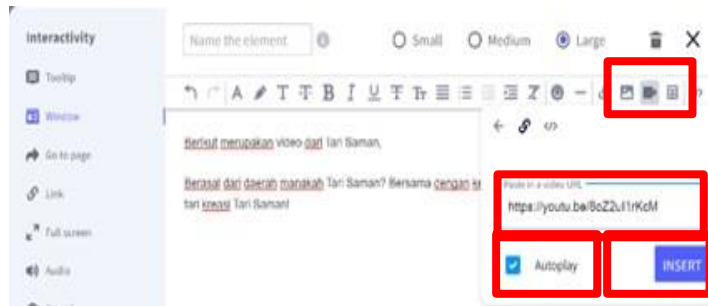 Interactivity
Name the element
Small
Medium
Large
Tooltip
Window
Go to page
Link
Full screen
Audio
Berikut merupakan video dari Tari Saman,
Berasal dari daerah manakah Tari Saman? Bersama dengan
tari kreasi Tari Saman!
Paste in a video URL
https://youtu.be/
Autoplay
INSERT